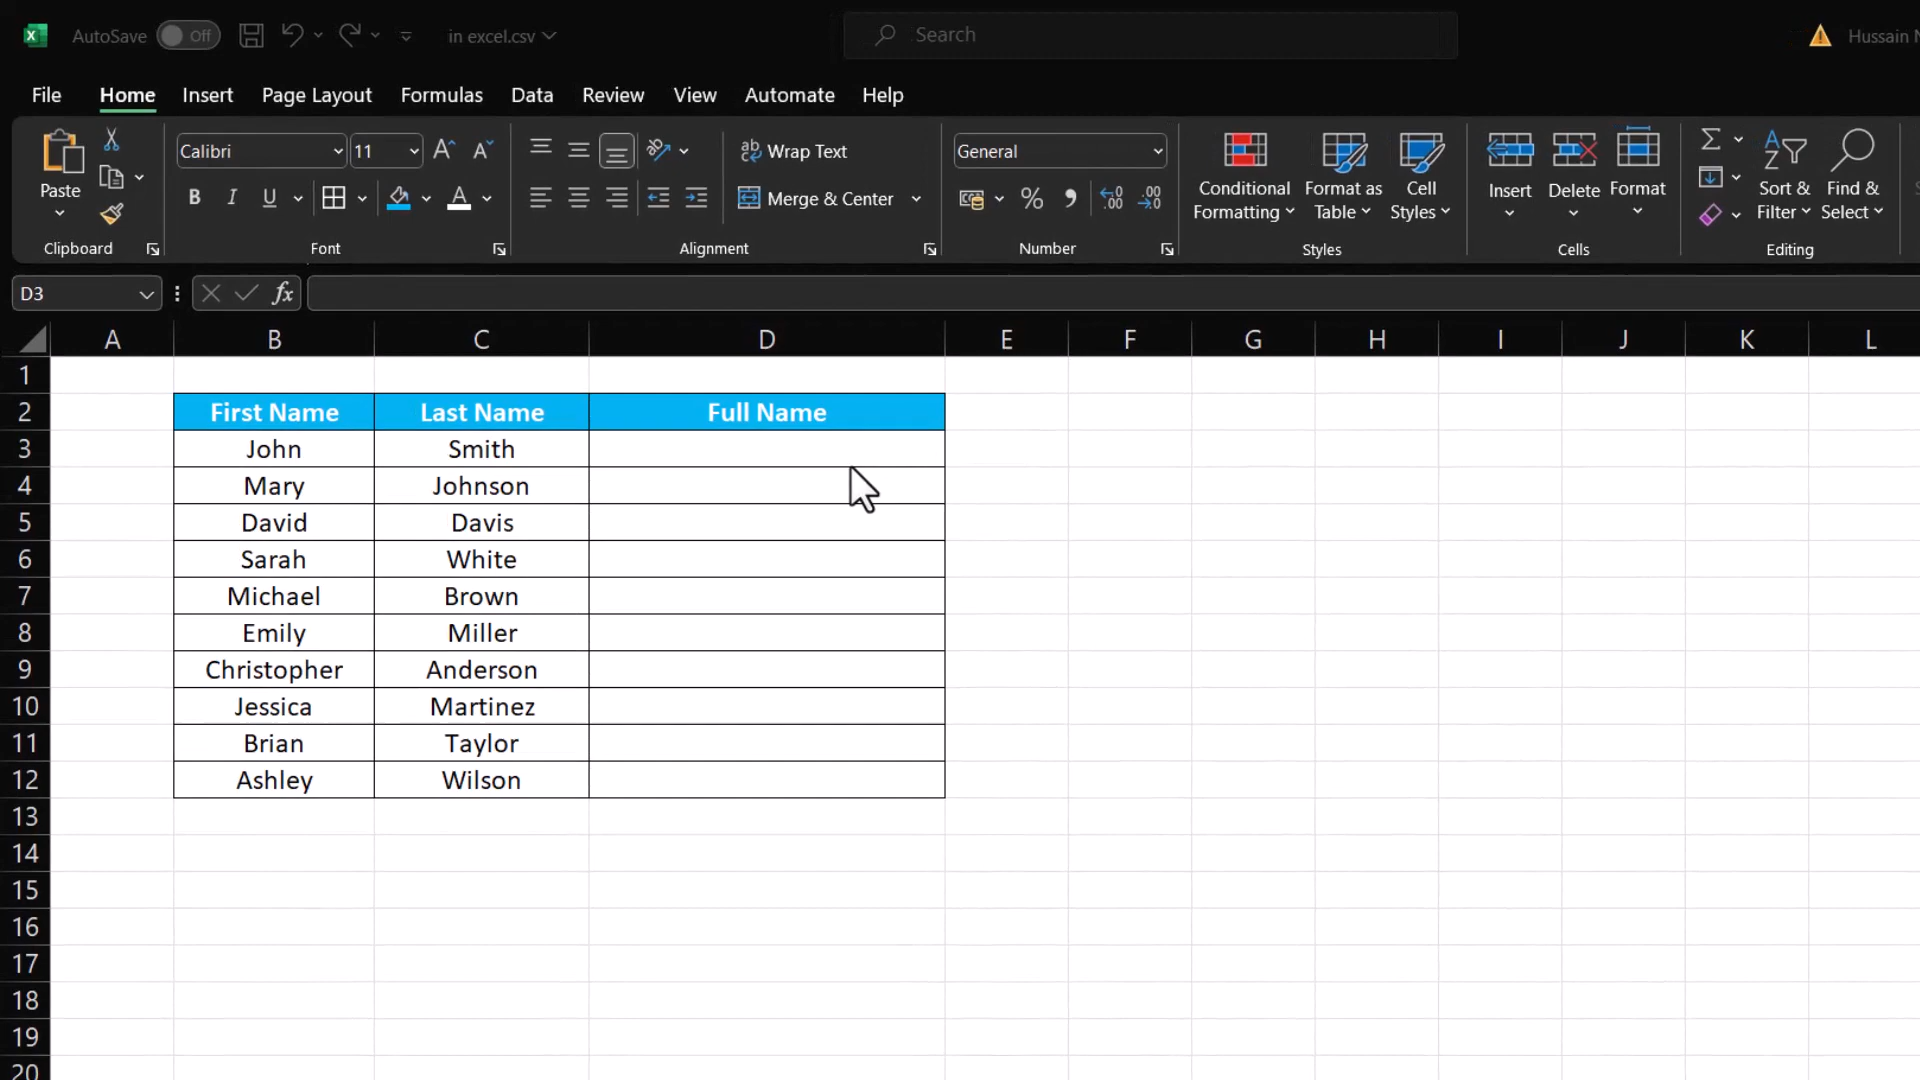 AutoSave Off in excel.csv Search Hussain
File Home Insert Page Layout Formulas Data Review View Automate Help
Calibri 11 Wrap Text General
Paste B I U Merge & Center % , Conditional Formatting Format as Table Cell Styles Insert Delete Format Sort & Filter Find & Select
Clipboard Font Alignment Number Styles Cells Editing
D3 fx
A B C D E F G H I J K L
1
2 First Name Last Name Full Name
3 John Smith
4 Mary Johnson
5 David Davis
6 Sarah White
7 Michael Brown
8 Emily Miller
9 Christopher Anderson
10 Jessica Martinez
11 Brian Taylor
12 Ashley Wilson
13
14
15
16
17
18
19
20